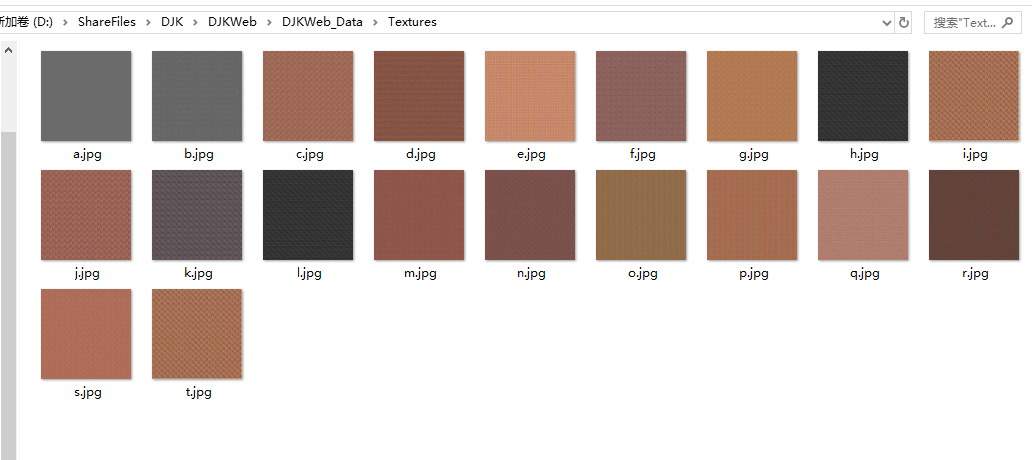 新加卷 (D:) > ShareFiles > DJK > DJKWeb > DJKWeb_Data > Textures
搜索"Text...
a.jpg b.jpg c.jpg d.jpg e.jpg f.jpg g.jpg h.jpg i.jpg
j.jpg k.jpg l.jpg m.jpg n.jpg o.jpg p.jpg q.jpg r.jpg
s.jpg t.jpg